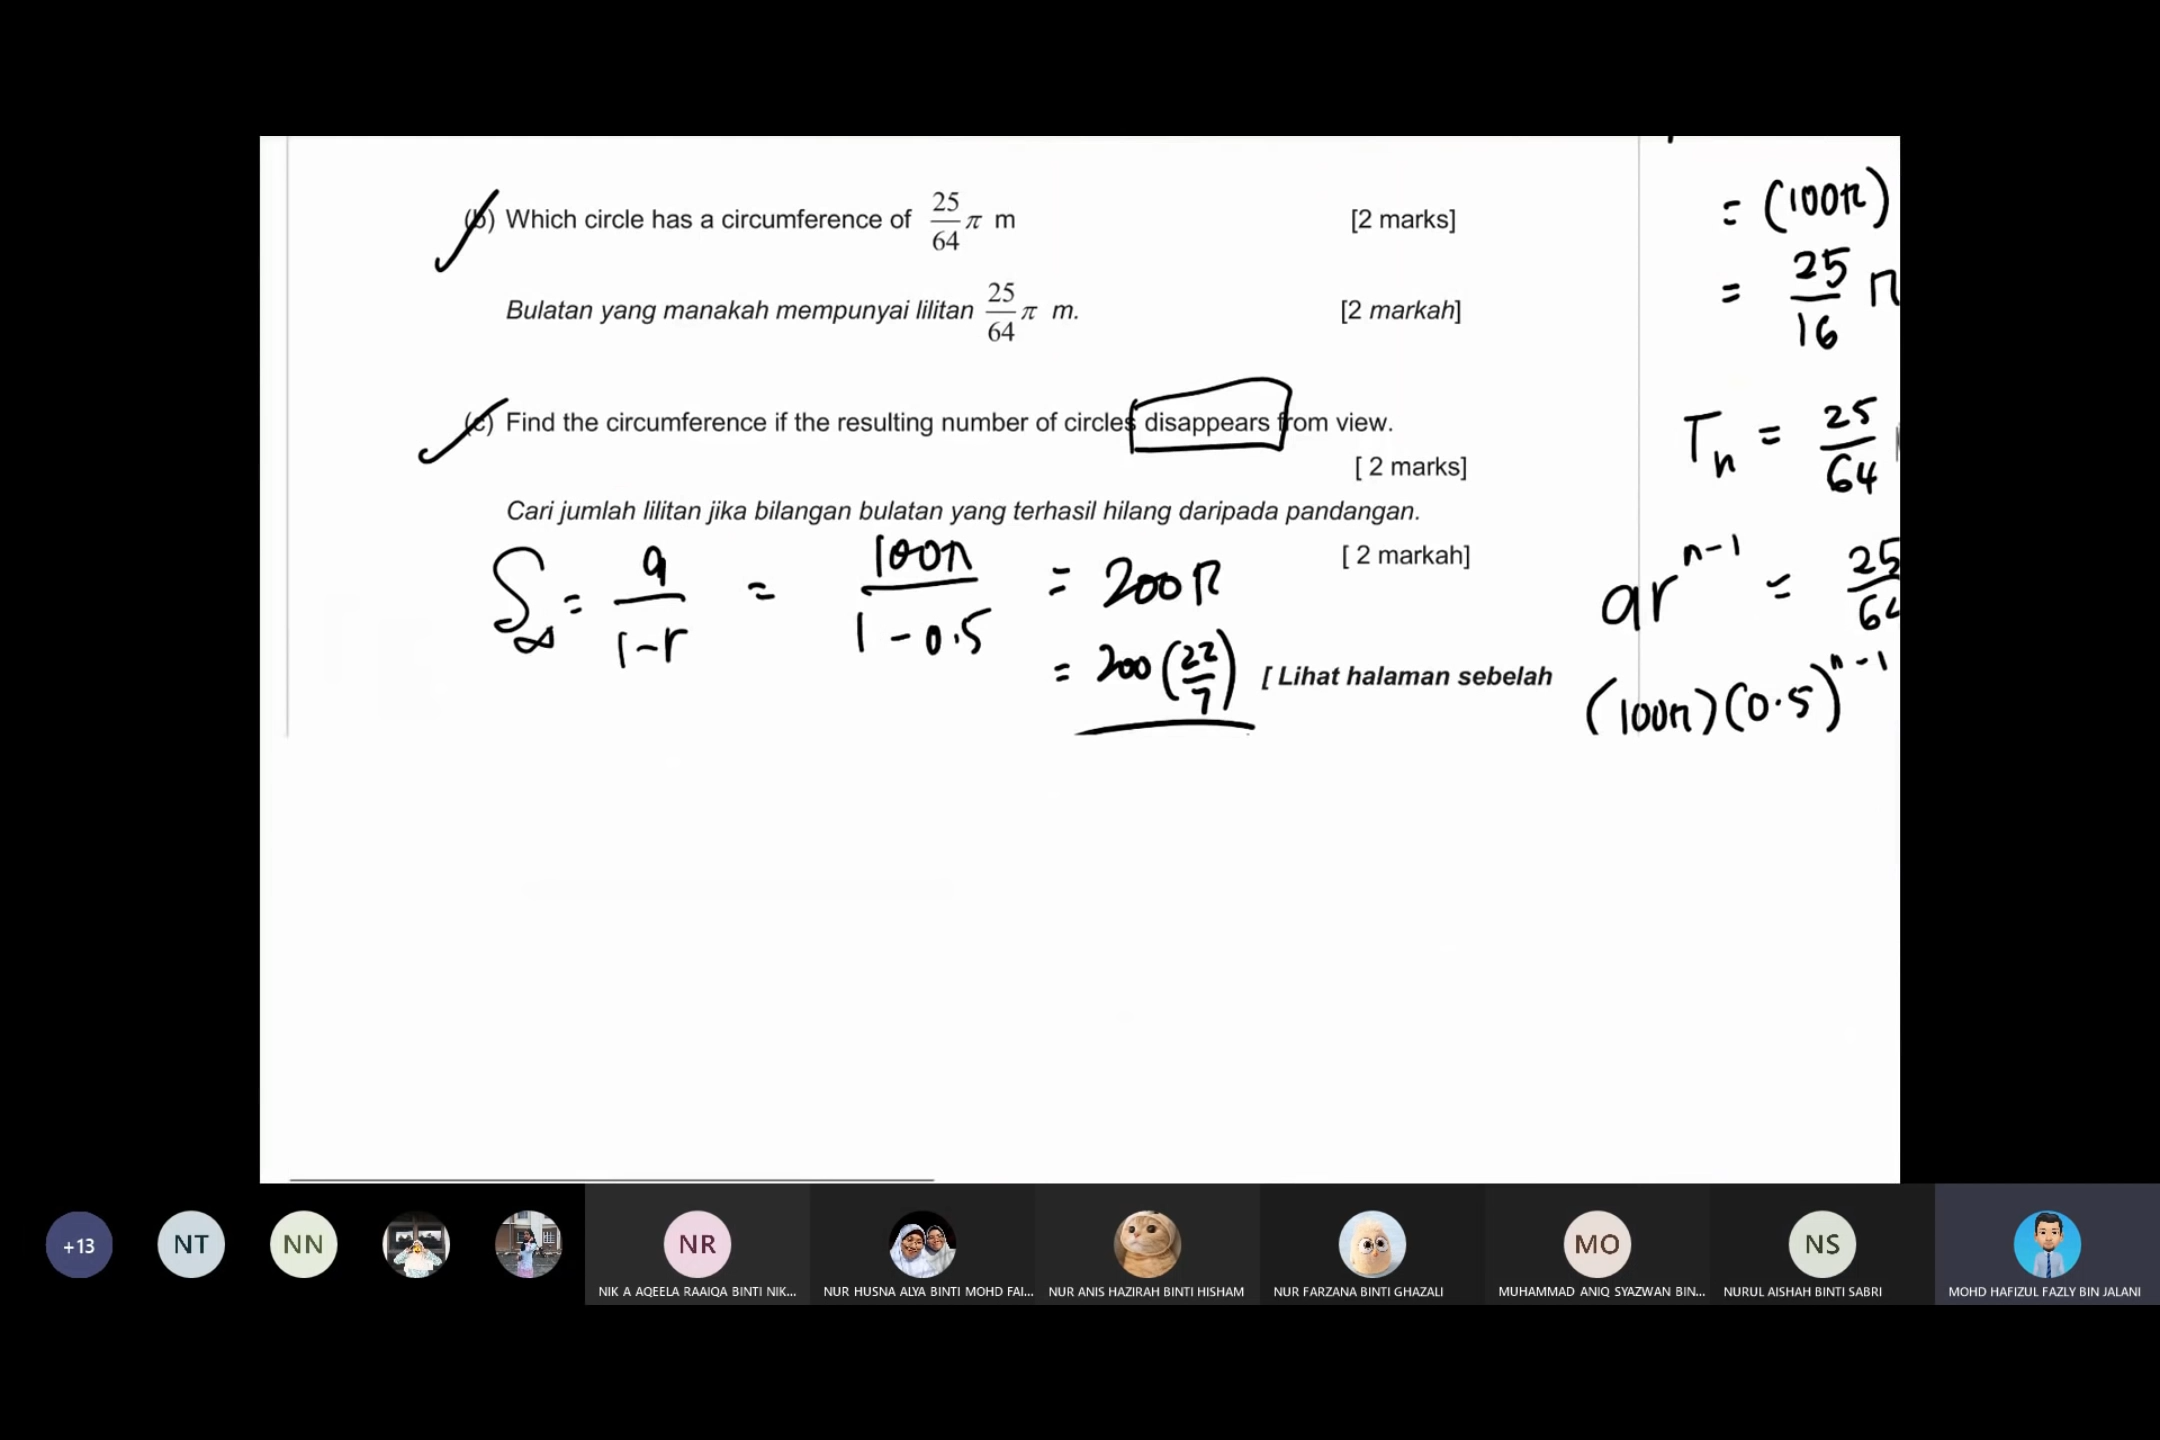 (b) Which circle has a circumference of 25/64 π m [2 marks]
Bulatan yang manakah mempunyai lilitan 25/64 π m. [2 markah]
(c) Find the circumference if the resulting number of circles disappears from view.
[ 2 marks]
Cari jumlah lilitan jika bilangan bulatan yang terhasil hilang daripada pandangan.
[ 2 markah]
S∞ = a/(1-r) = 100π/(1-0.5) = 200π
= 200 (22/7)
[ Lihat halaman sebelah
= (100π)
= 25/16 π
Tn = 25/64
ar^(n-1) = 25/64
(100π)(0.5)^(n-1)
+13
NT
NN
NR
MO
NS
NIK A AQEELA RAAIQA BINTI NIK...
NUR HUSNA ALYA BINTI MOHD FAI...
NUR ANIS HAZIRAH BINTI HISHAM
NUR FARZANA BINTI GHAZALI
MUHAMMAD ANIQ SYAZWAN BIN...
NURUL AISHAH BINTI SABRI
MOHD HAFIZUL FAZLY BIN JALANI